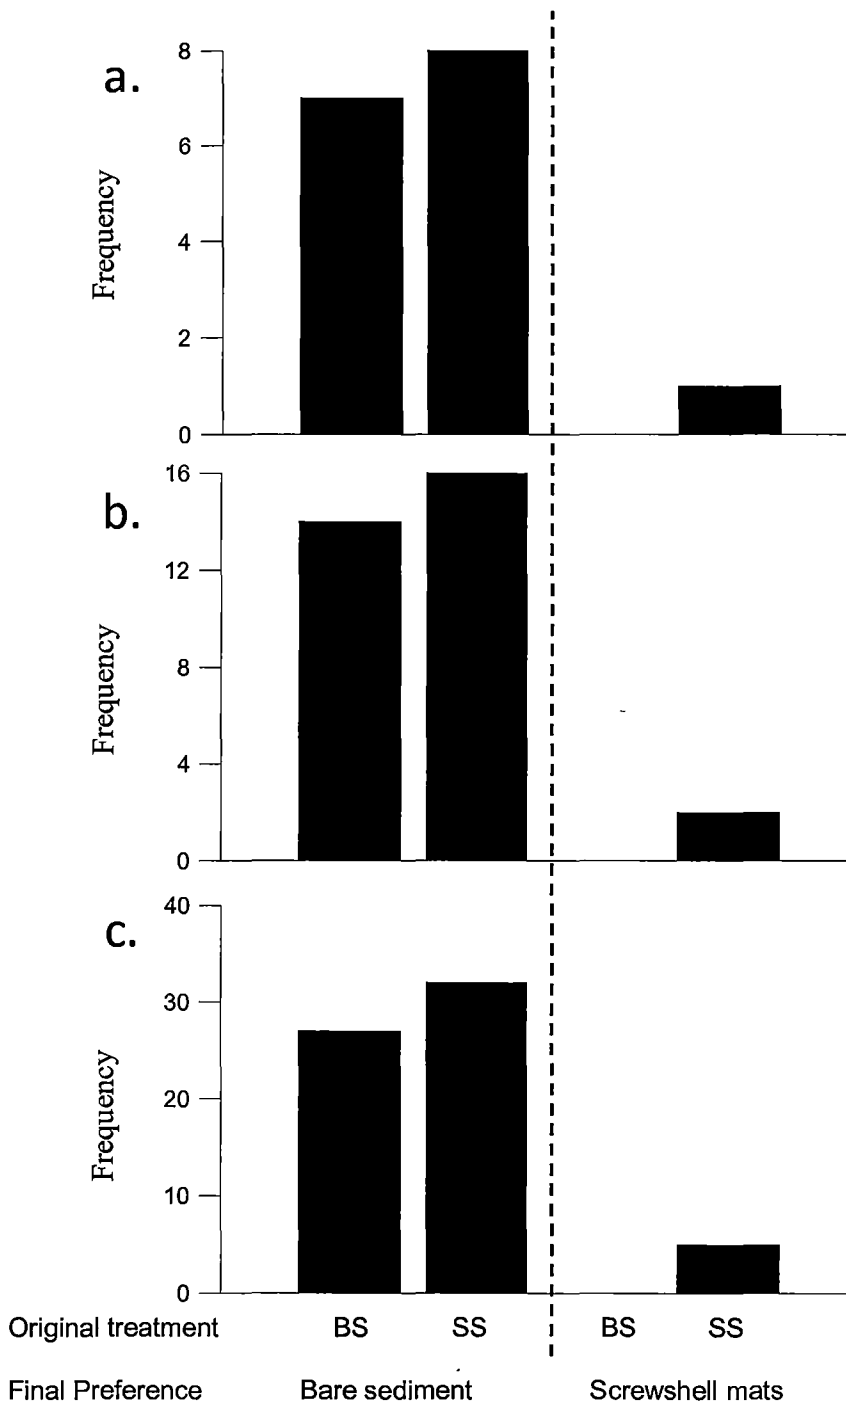 a.
8
6
4
2
0
Frequency
b.
16
12
8
4
0
Frequency
c.
40
30
20
10
0
Frequency
Original treatment BS SS BS SS
Final Preference Bare sediment Screwshell mats